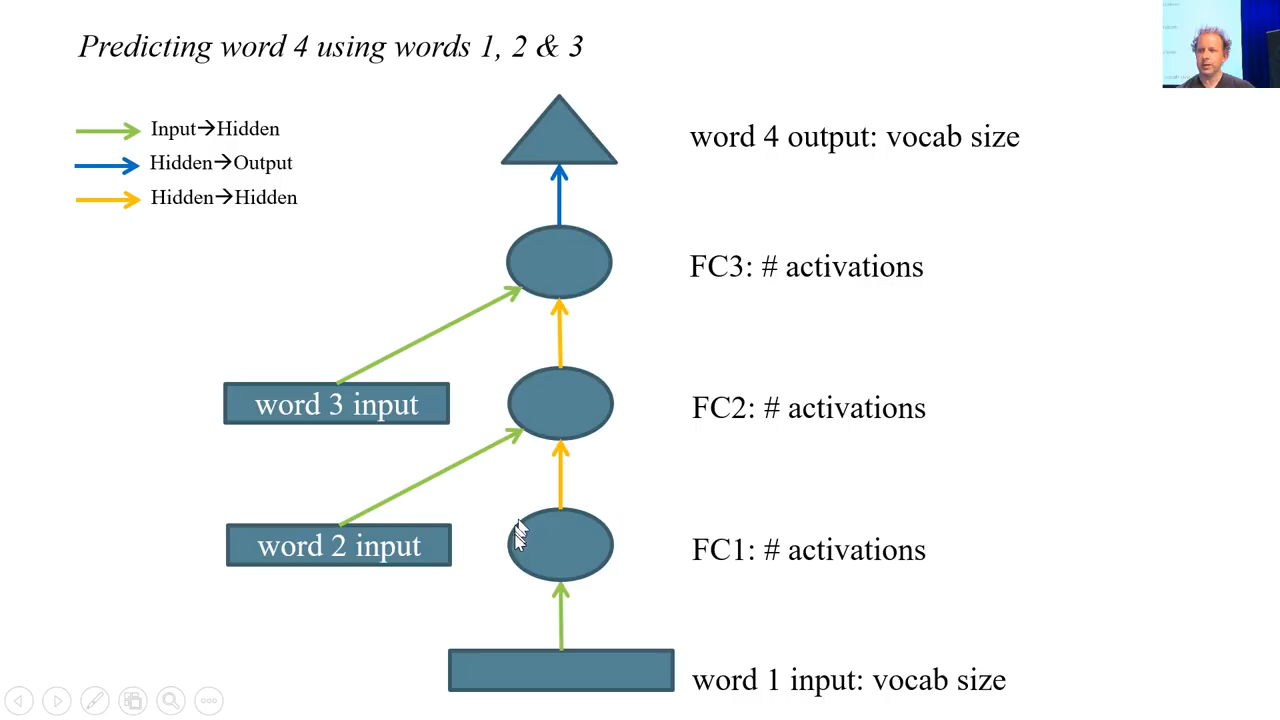 Predicting word 4 using words 1, 2 & 3
Input→Hidden
Hidden→Output
Hidden→Hidden
word 4 output: vocab size
FC3: # activations
word 3 input
FC2: # activations
word 2 input
FC1: # activations
word 1 input: vocab size